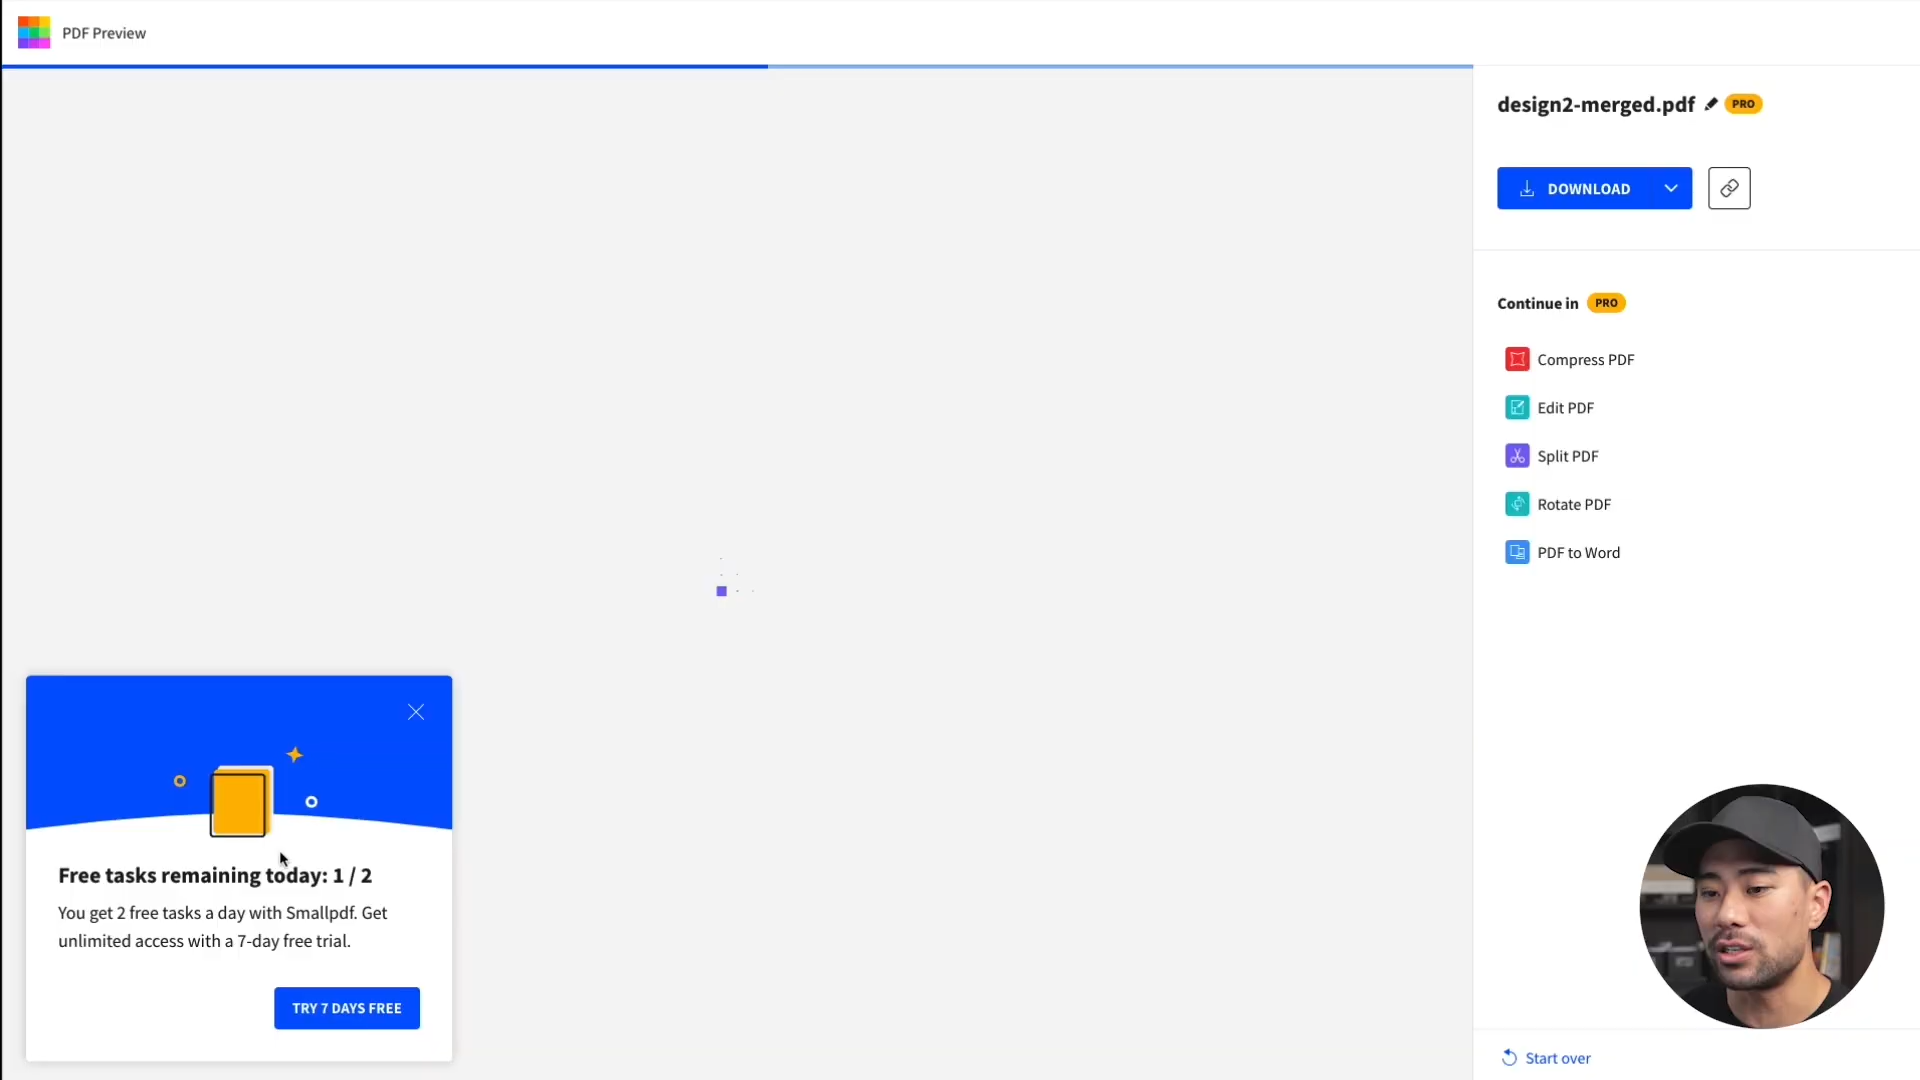 PDF Preview
design2-merged.pdf PRO
DOWNLOAD
Continue in PRO
Compress PDF
Edit PDF
Split PDF
Rotate PDF
PDF to Word
Free tasks remaining today: 1 / 2
You get 2 free tasks a day with Smallpdf. Get
unlimited access with a 7-day free trial.
TRY 7 DAYS FREE
Start over